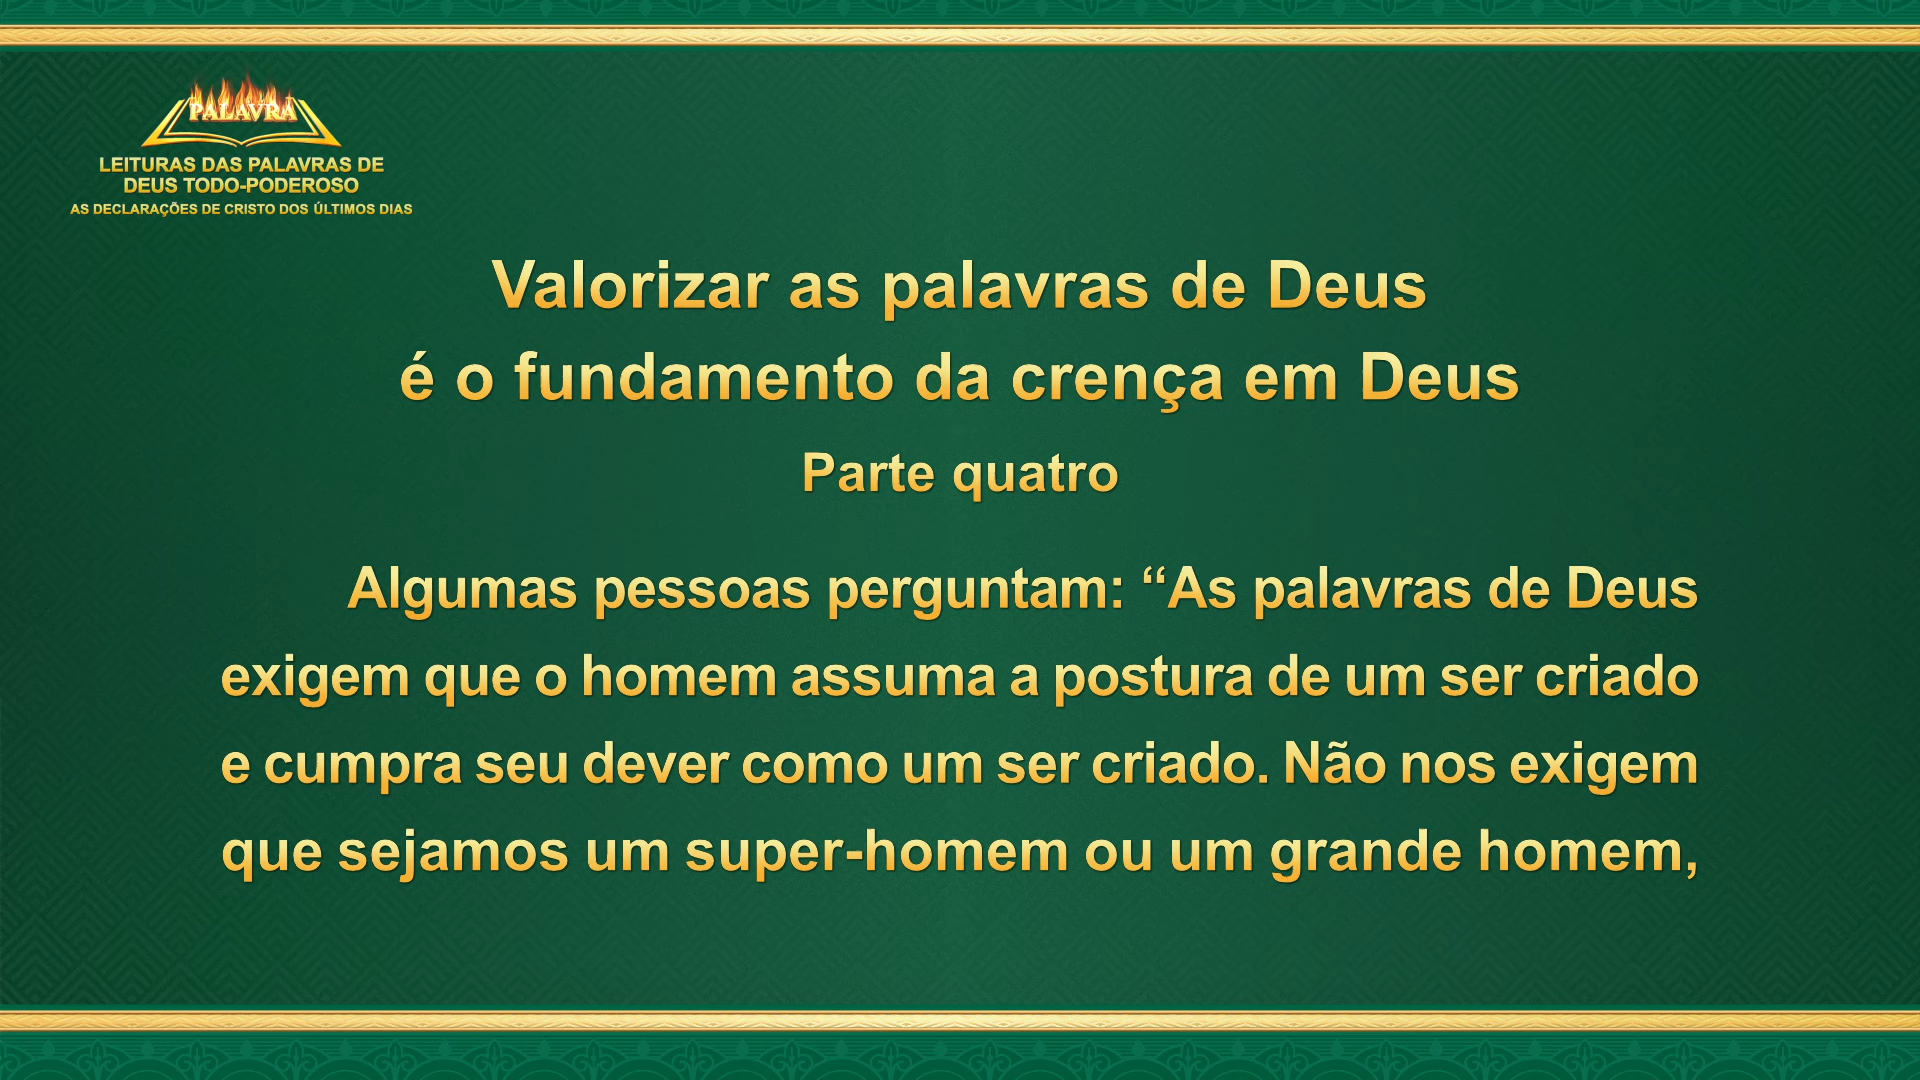 PALAVRA
LEITURAS DAS PALAVRAS DE
DEUS TODO-PODEROSO
AS DECLARAÇÕES DE CRISTO DOS ÚLTIMOS DIAS
Valorizar as palavras de Deus
é o fundamento da crença em Deus
Parte quatro
Algumas pessoas perguntam: “As palavras de Deus
exigem que o homem assuma a postura de um ser criado
e cumpra seu dever como um ser criado. Não nos exigem
que sejamos um super-homem ou um grande homem,